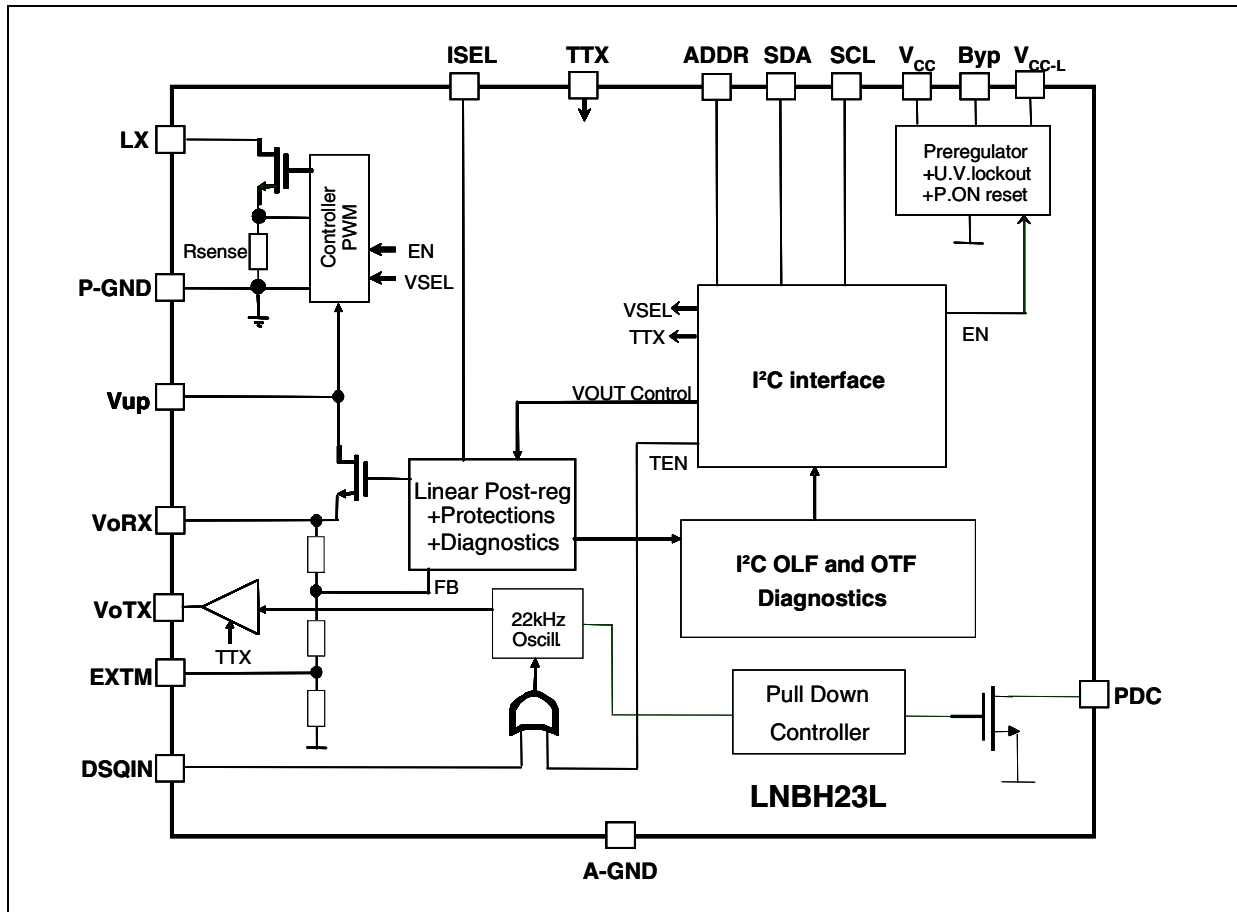 ISEL
TTX
ADDR
SDA
SCL
VCC
Byp
VCC-L
LX
Rsense
P-GND
Controller
PWM
EN
VSEL
Preregulator
+U.V.lockout
+P.ON reset
Vup
VSEL
TTX
I²C interface
EN
VOUT Control
TEN
VoRX
Linear Post-reg
+Protections
+Diagnostics
FB
I²C OLF and OTF
Diagnostics
VoTX
TTX
22kHz
Oscill.
EXTM
Pull Down
Controller
PDC
DSQIN
LNBH23L
A-GND